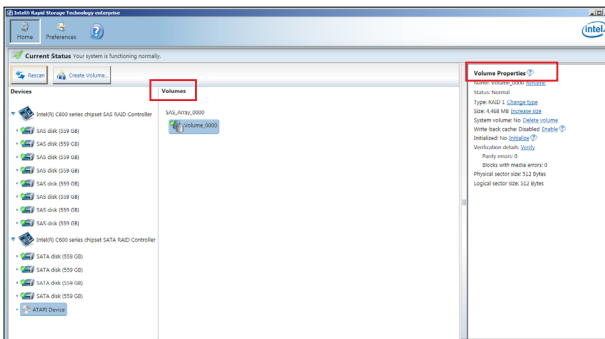 Intel® Rapid Storage Technology enterprise
Home
Preferences
intel
Current Status Your system is functioning normally.
Rescan
Create Volume...
Devices
Intel(R) C600 series chipset SAS RAID Controller
SAS disk (559 GB)
SAS disk (559 GB)
SAS disk (559 GB)
SAS disk (559 GB)
SAS disk (559 GB)
SAS disk (559 GB)
SAS disk (559 GB)
SAS disk (559 GB)
Intel(R) C600 series chipset SATA RAID Controller
SATA disk (559 GB)
SATA disk (559 GB)
SATA disk (559 GB)
SATA disk (559 GB)
ATAPI Device
Volumes
SAS_Array_0000
Volume_0000
Volume Properties
Name: Volume_0000 Rename
Status: Normal
Type: RAID 1 Change type
Size: 4,468 MB Increase size
System volume: No Delete volume
Write-back cache: Disabled Enable
Initialized: No Initialize
Verification details Verify
Parity errors: 0
Blocks with media errors: 0
Physical sector size: 512 Bytes
Logical sector size: 512 Bytes